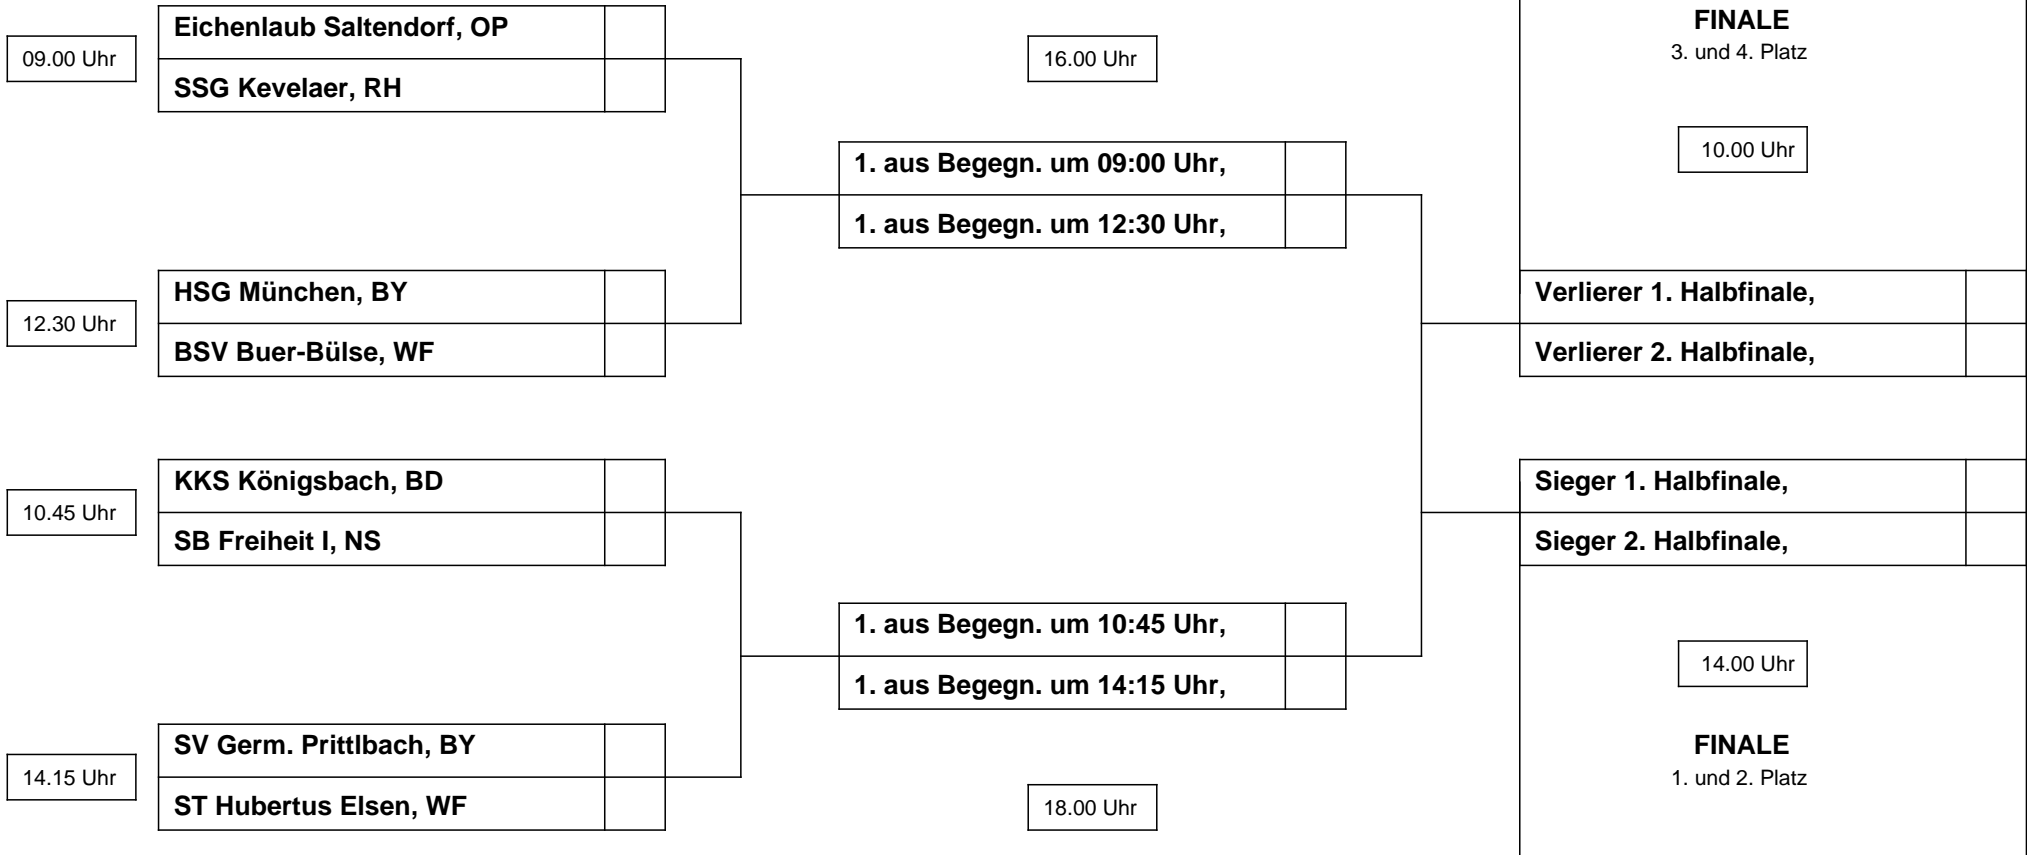 09.00 Uhr
Eichenlaub Saltendorf, OP
SSG Kevelaer, RH
12.30 Uhr
HSG München, BY
BSV Buer-Bülse, WF
10.45 Uhr
KKS Königsbach, BD
SB Freiheit I, NS
14.15 Uhr
SV Germ. Prittlbach, BY
ST Hubertus Elsen, WF
16.00 Uhr
1. aus Begegn. um 09:00 Uhr,
1. aus Begegn. um 12:30 Uhr,
1. aus Begegn. um 10:45 Uhr,
1. aus Begegn. um 14:15 Uhr,
18.00 Uhr
FINALE
3. und 4. Platz
10.00 Uhr
Verlierer 1. Halbfinale,
Verlierer 2. Halbfinale,
Sieger 1. Halbfinale,
Sieger 2. Halbfinale,
14.00 Uhr
FINALE
1. und 2. Platz